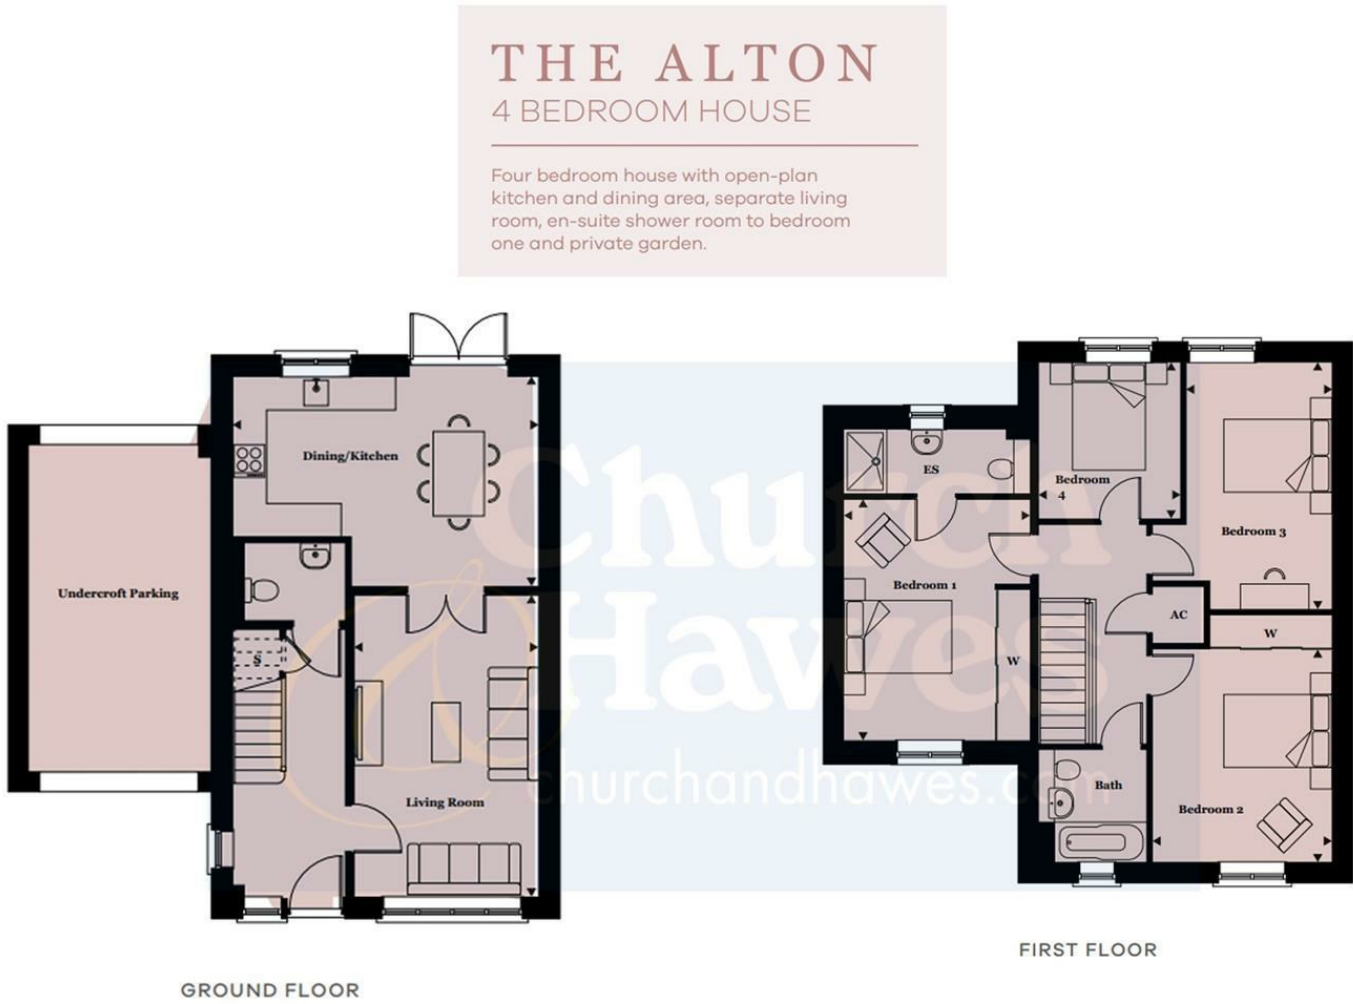 THE ALTON
4 BEDROOM HOUSE
Four bedroom house with open-plan
kitchen and dining area, separate living
room, en-suite shower room to bedroom
one and private garden.
Dining/Kitchen
Undercroft Parking
S
Living Room
GROUND FLOOR
ES
Bedroom
4
Bedroom 3
Bedroom 1
AC
W
W
Bath
Bedroom 2
FIRST FLOOR
Church
& Hawes
churchandhawes.com